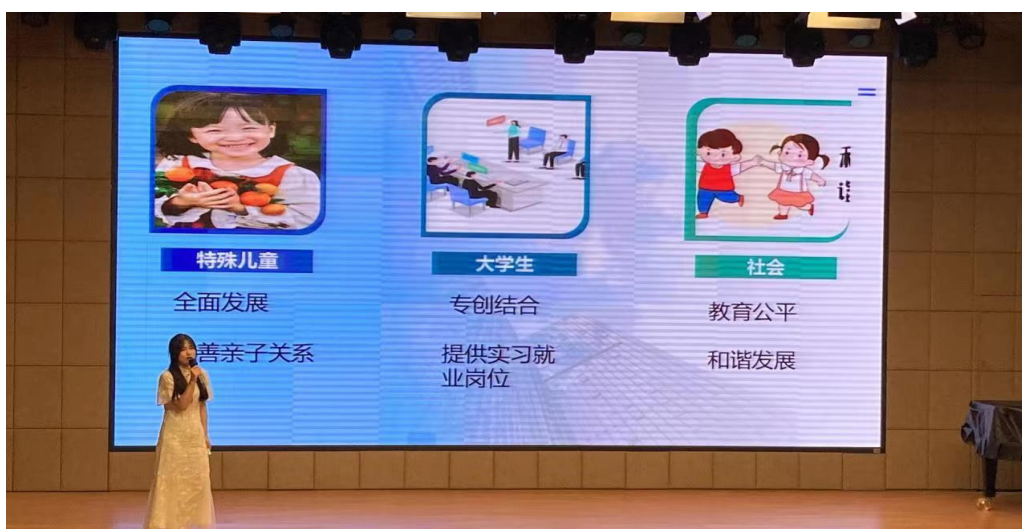 特殊儿童
全面发展
善亲子关系
大学生
专创结合
提供实习就
业岗位
社会
教育公平
和谐发展